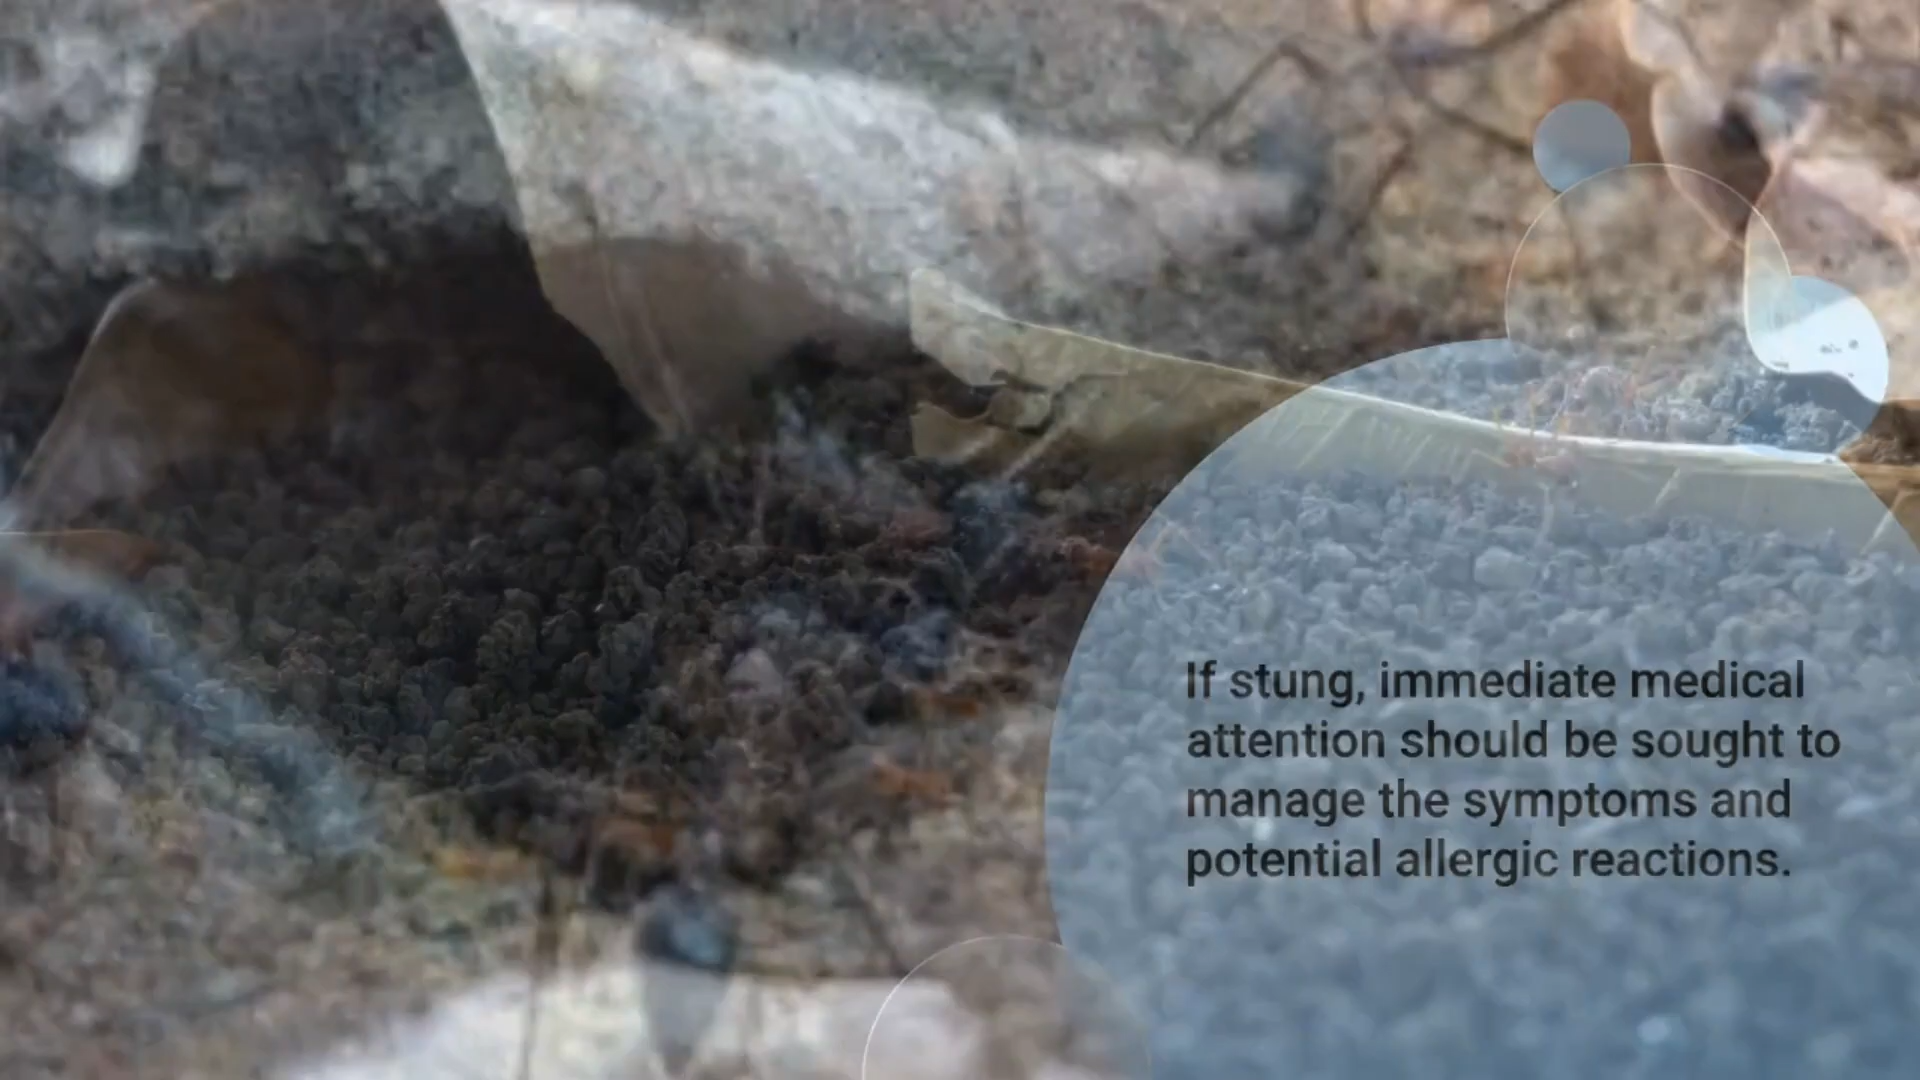 If stung, immediate medical
attention should be sought to
manage the symptoms and
potential allergic reactions.